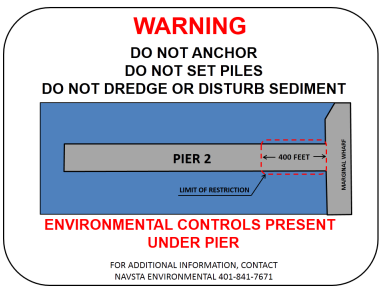 WARNING
DO NOT ANCHOR
DO NOT SET PILES
DO NOT DREDGE OR DISTURB SEDIMENT
PIER 2
400 FEET
MARGINAL WHARF
LIMIT OF RESTRICTION
ENVIRONMENTAL CONTROLS PRESENT
UNDER PIER
FOR ADDITIONAL INFORMATION, CONTACT
NAVSTA ENVIRONMENTAL 401-841-7671